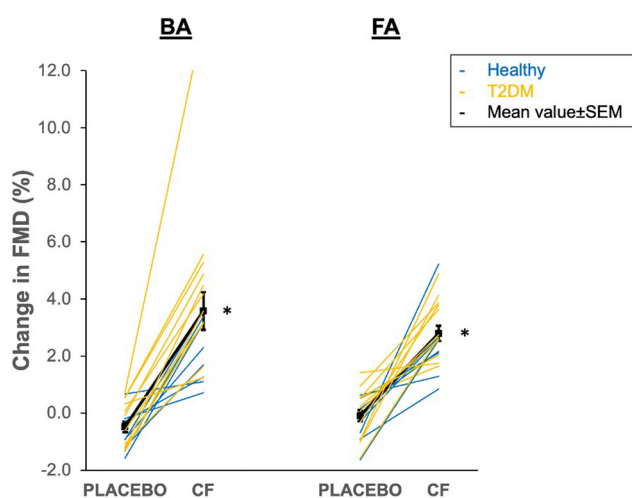 BA FA
- Healthy
- T2DM
- Mean value±SEM
12.0
10.0
8.0
6.0
4.0
2.0
0.0
-2.0
Change in FMD (%)
*
*
PLACEBO CF PLACEBO CF